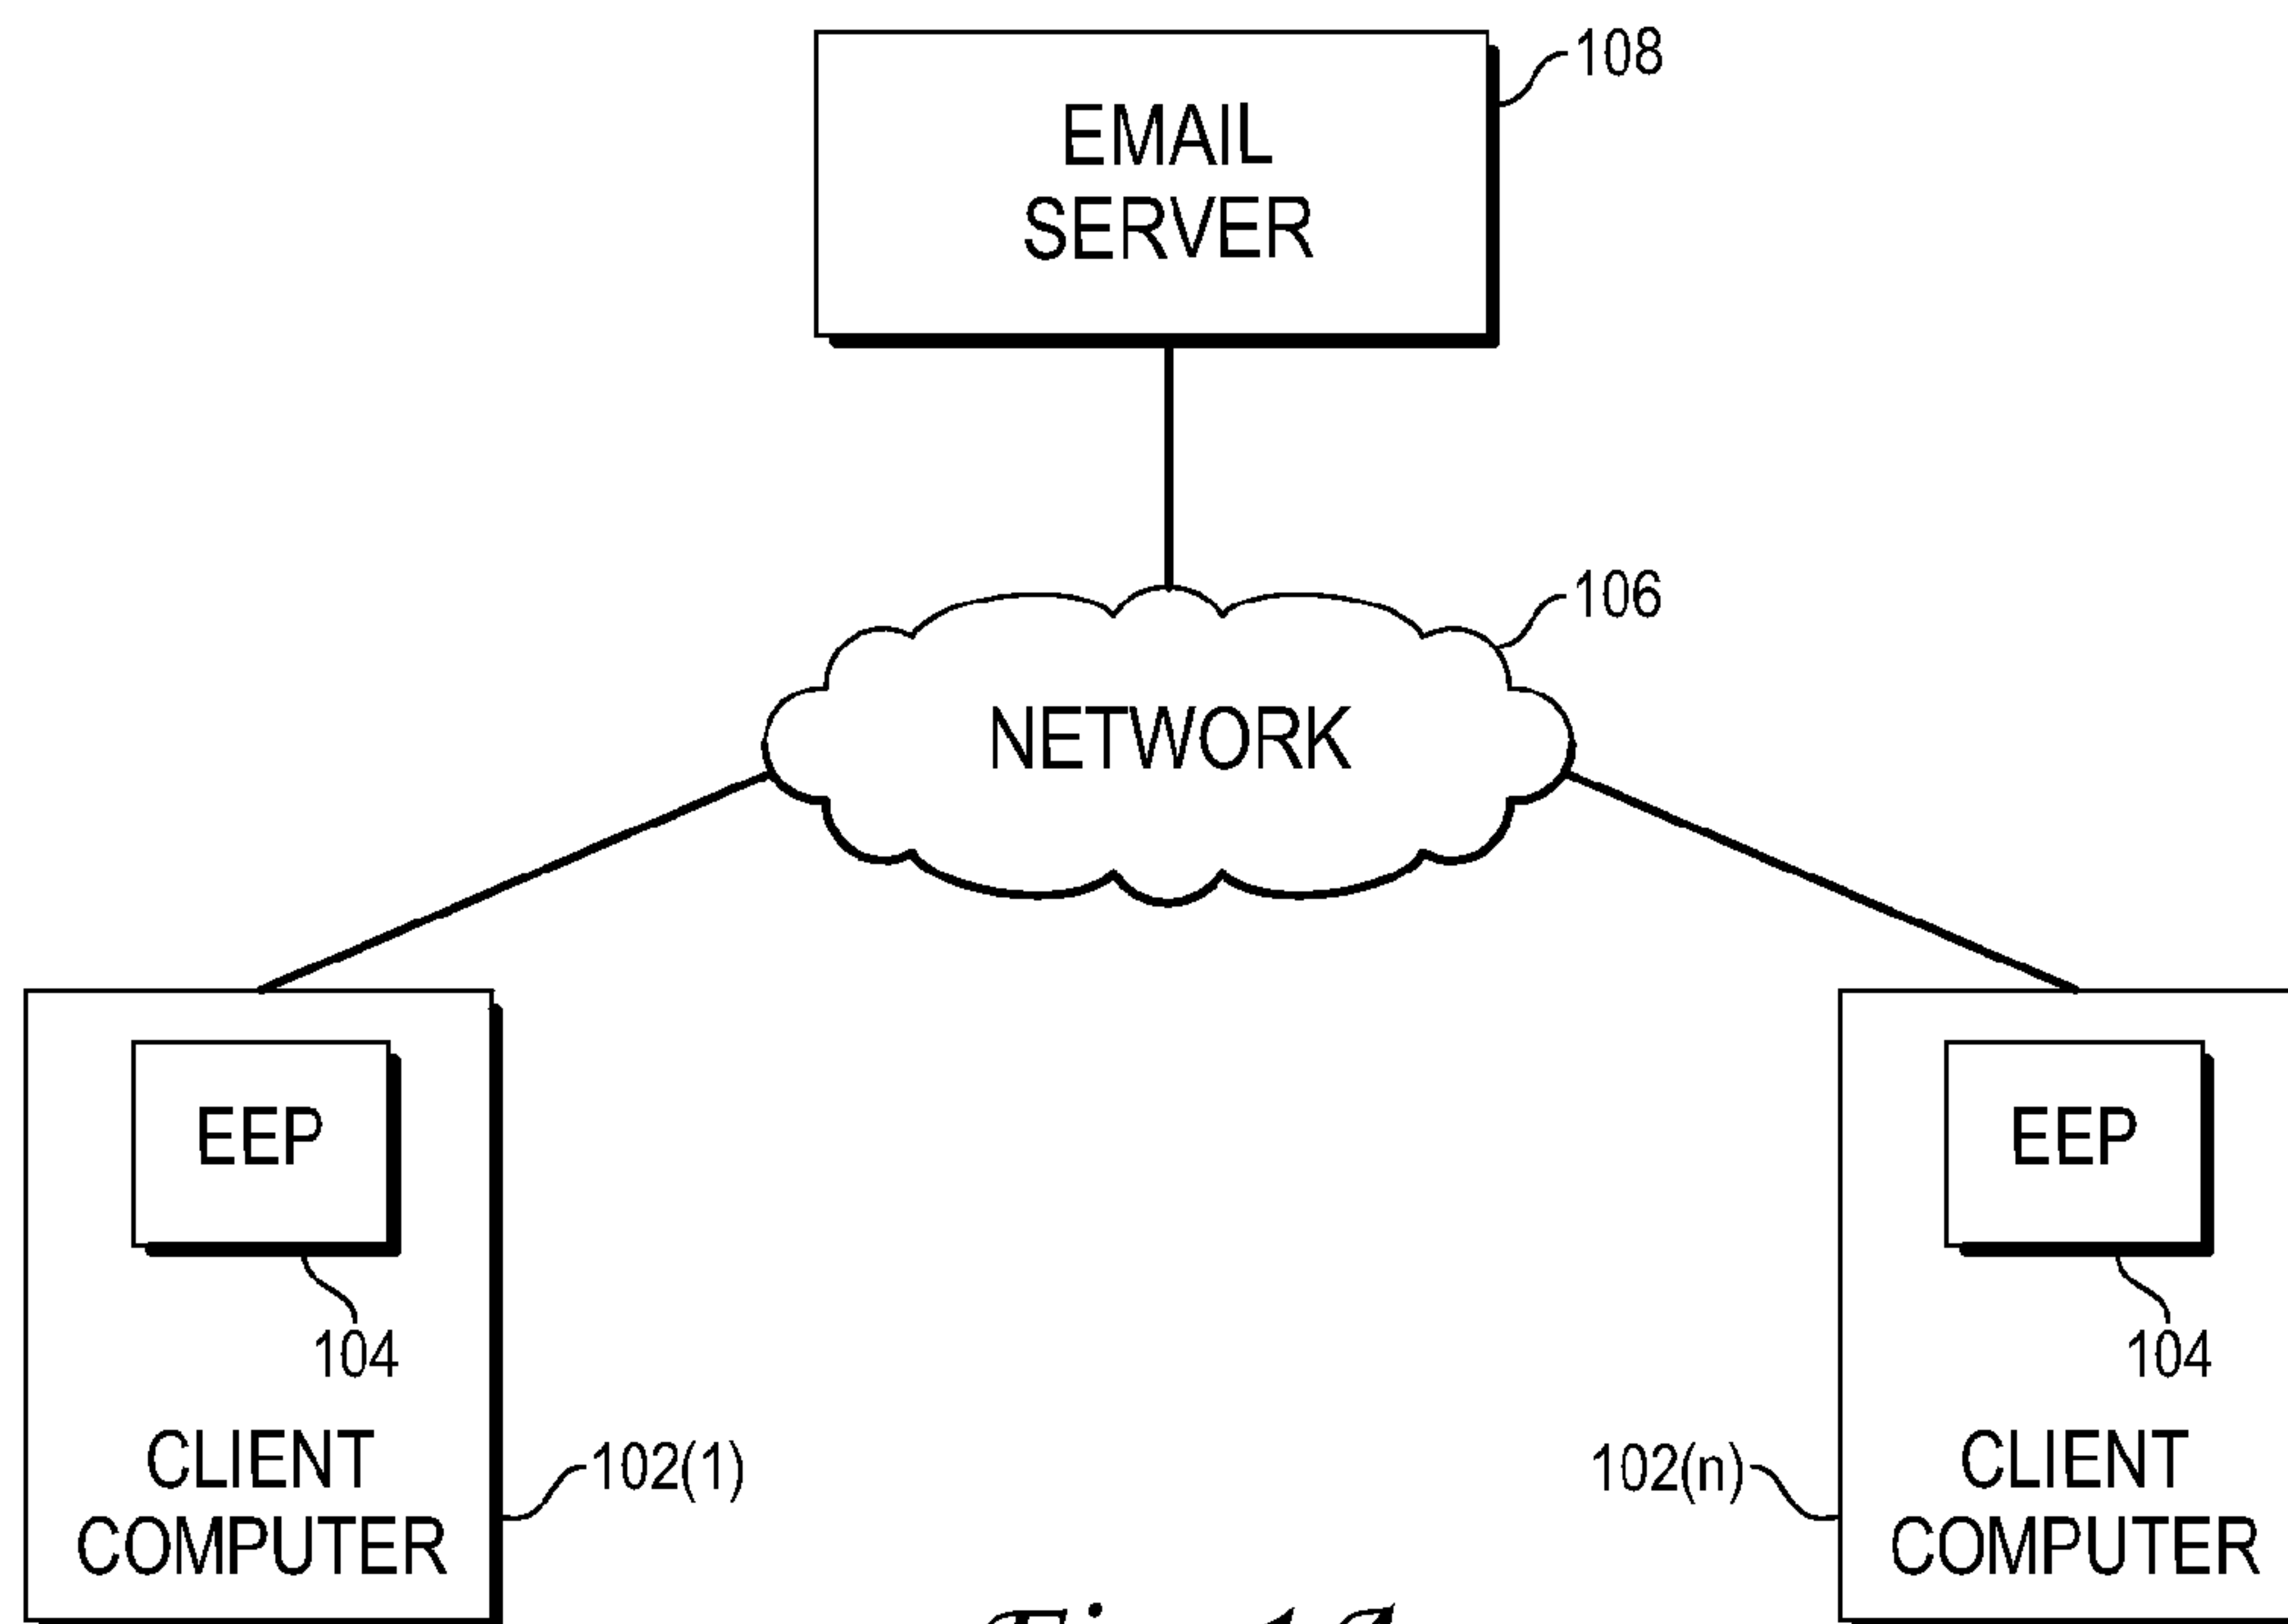 108
EMAIL
SERVER
106
NETWORK
EEP
104
CLIENT
COMPUTER
102(1)
EEP
104
102(n)
CLIENT
COMPUTER